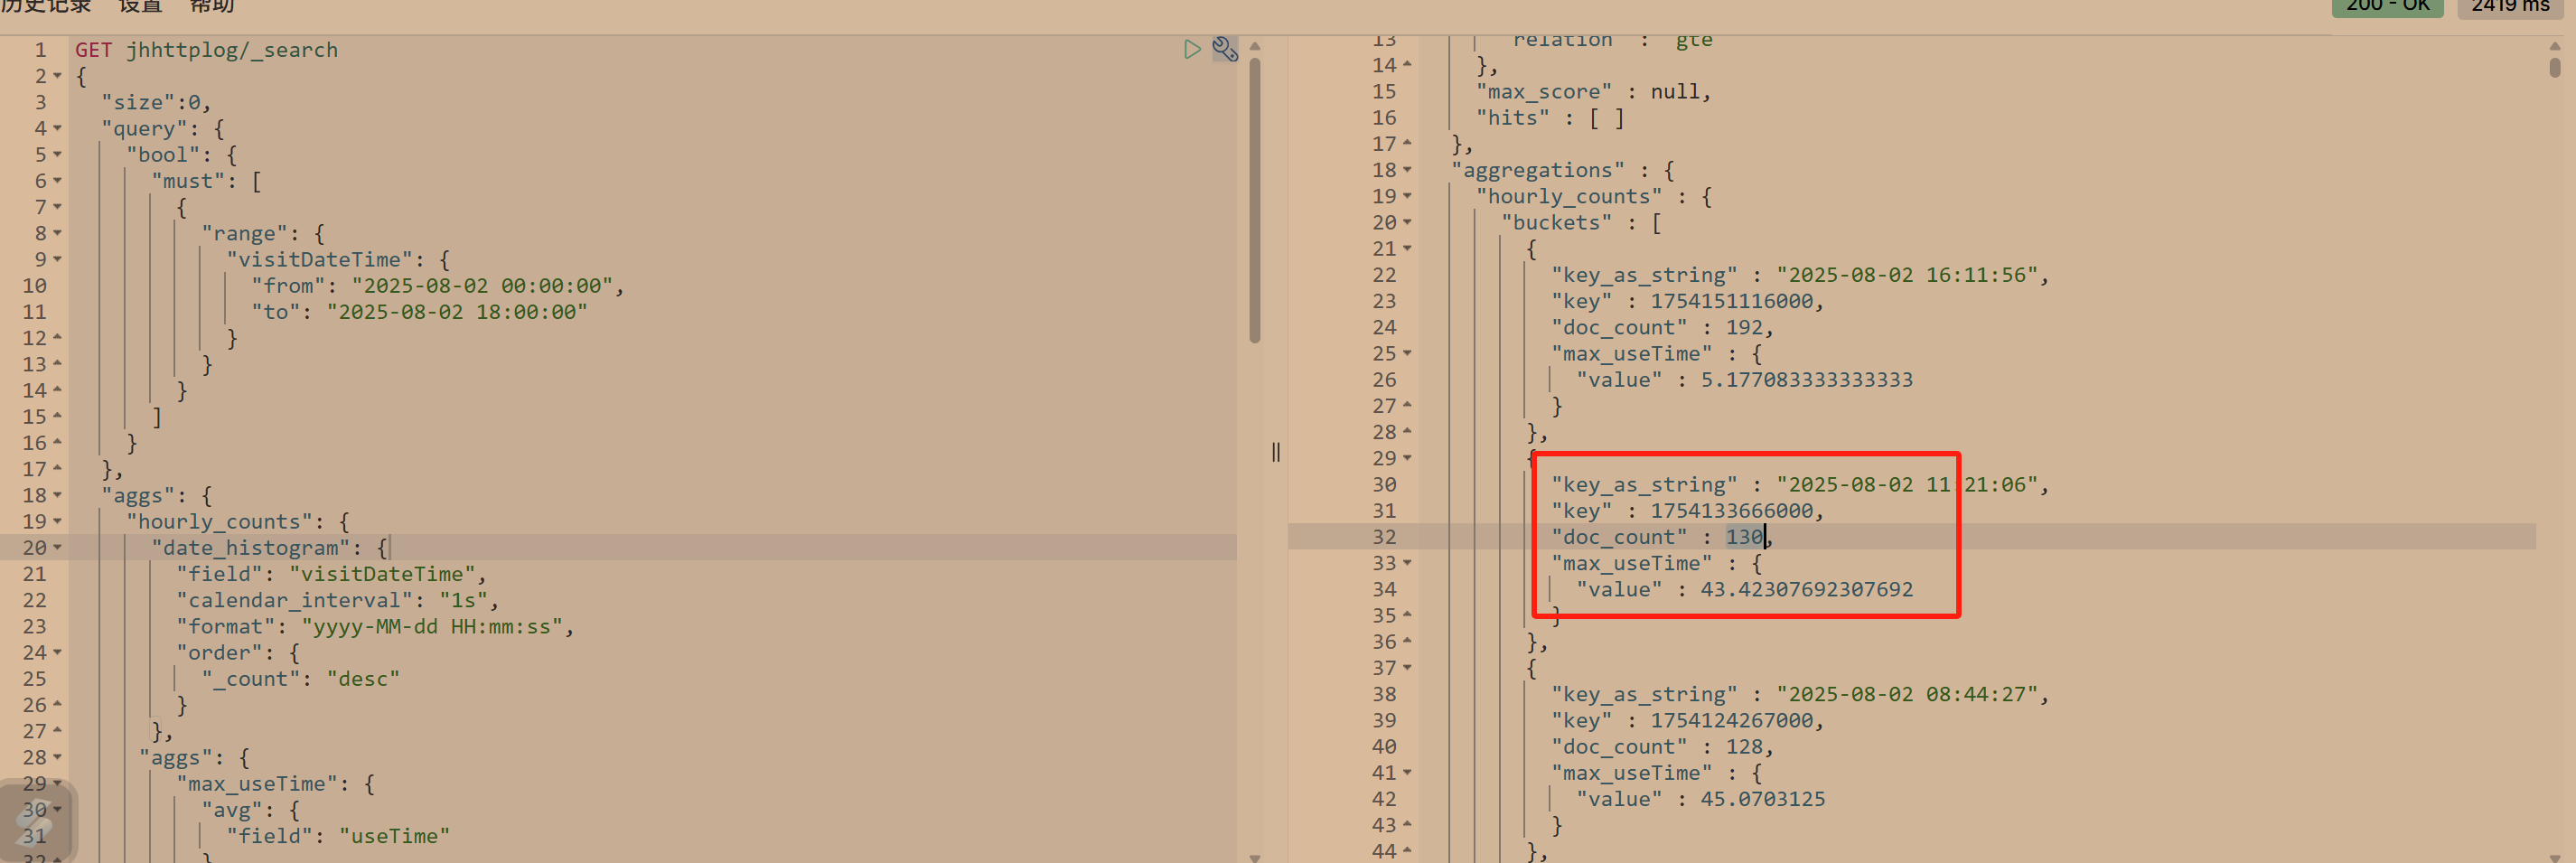 历史记录 设置 帮助
200 - OK 2419 ms
1 GET jhhttplog/_search
2 {
3 "size":0,
4 "query": {
5 "bool": {
6 "must": [
7 {
8 "range": {
9 "visitDateTime": {
10 "from": "2025-08-02 00:00:00",
11 "to": "2025-08-02 18:00:00"
12 }
13 }
14 }
15 ]
16 }
17 },
18 "aggs": {
19 "hourly_counts": {
20 "date_histogram": {
21 "field": "visitDateTime",
22 "calendar_interval": "1s",
23 "format": "yyyy-MM-dd HH:mm:ss",
24 "order": {
25 "_count": "desc"
26 }
27 },
28 "aggs": {
29 "max_useTime": {
30 "avg": {
31 "field": "useTime"
32 }
13 "relation" : "gte"
14 },
15 "max_score" : null,
16 "hits" : [ ]
17 },
18 "aggregations" : {
19 "hourly_counts" : {
20 "buckets" : [
21 {
22 "key_as_string" : "2025-08-02 16:11:56",
23 "key" : 1754151116000,
24 "doc_count" : 192,
25 "max_useTime" : {
26 "value" : 5.177083333333333
27 }
28 },
29 {
30 "key_as_string" : "2025-08-02 11:21:06",
31 "key" : 1754133666000,
32 "doc_count" : 130,
33 "max_useTime" : {
34 "value" : 43.42307692307692
35 }
36 },
37 {
38 "key_as_string" : "2025-08-02 08:44:27",
39 "key" : 1754124267000,
40 "doc_count" : 128,
41 "max_useTime" : {
42 "value" : 45.0703125
43 }
44 },